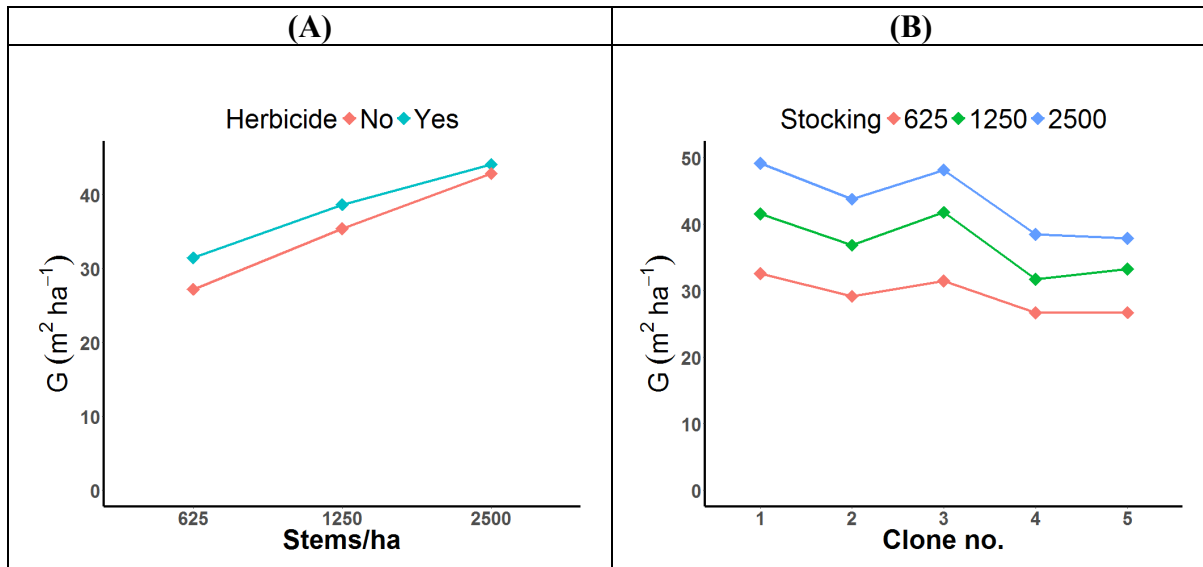 (A)
(B)
Herbicide No Yes
40
30
20
10
0
G (m² ha⁻¹)
625 1250 2500
Stems/ha
Stocking 625 1250 2500
50
40
30
20
10
0
G (m² ha⁻¹)
1 2 3 4 5
Clone no.